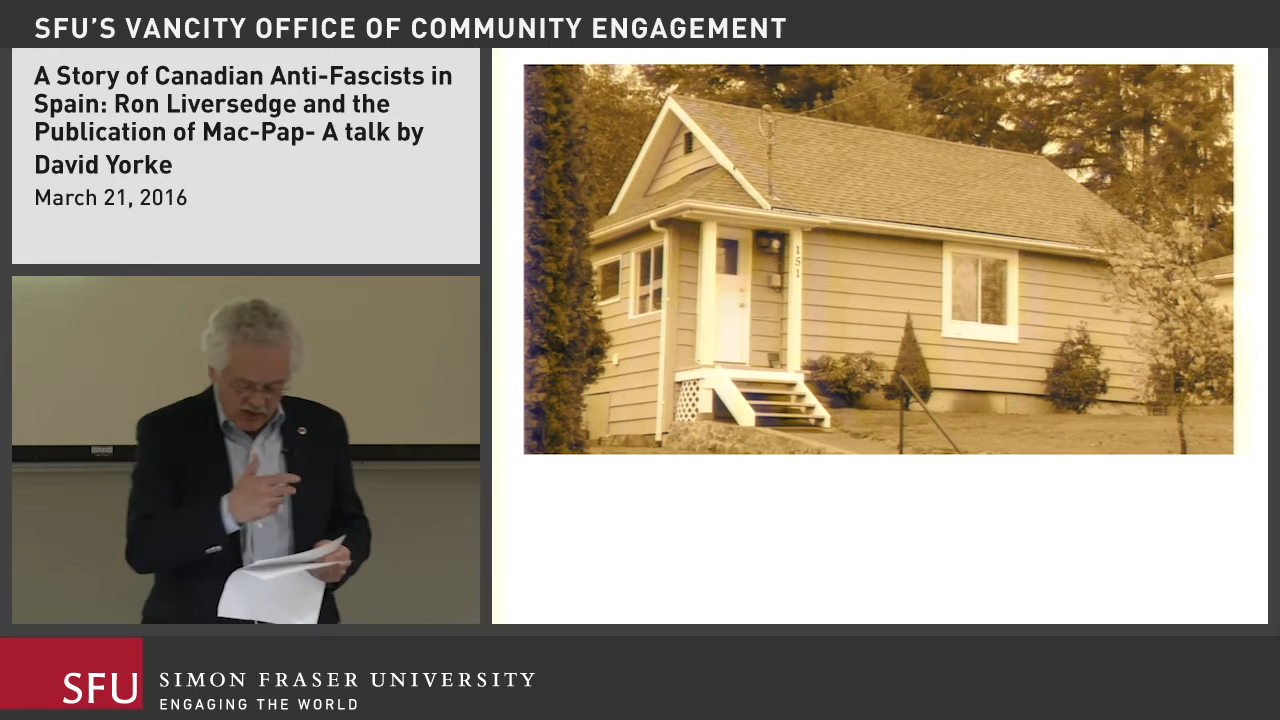 SFU'S VANCITY OFFICE OF COMMUNITY ENGAGEMENT
A Story of Canadian Anti-Fascists in
Spain: Ron Liversedge and the
Publication of Mac-Pap- A talk by
David Yorke
March 21, 2016
151
SFU
SIMON FRASER UNIVERSITY
ENGAGING THE WORLD